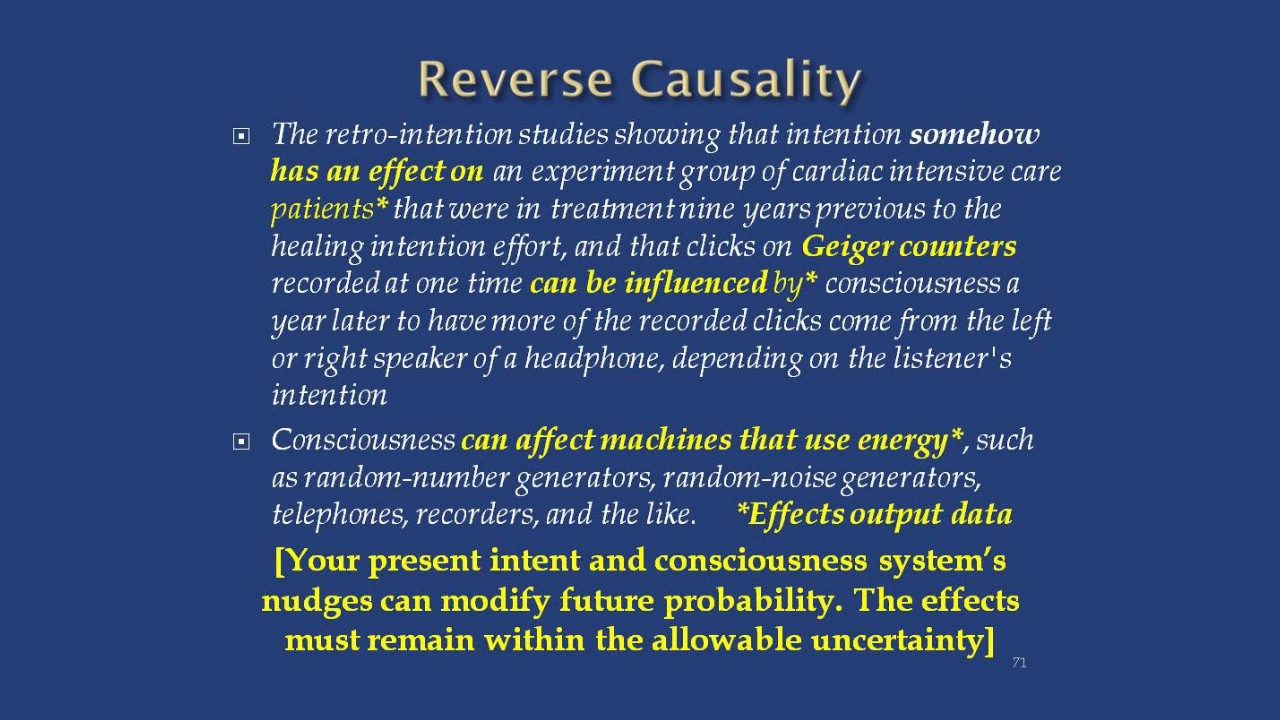 Reverse Causality
The retro-intention studies showing that intention somehow
has an effect on an experiment group of cardiac intensive care
patients* that were in treatment nine years previous to the
healing intention effort, and that clicks on Geiger counters
recorded at one time can be influenced by* consciousness a
year later to have more of the recorded clicks come from the left
or right speaker of a headphone, depending on the listener's
intention
Consciousness can affect machines that use energy*, such
as random-number generators, random-noise generators,
telephones, recorders, and the like. *Effects output data
[Your present intent and consciousness system’s
nudges can modify future probability. The effects
must remain within the allowable uncertainty]
71